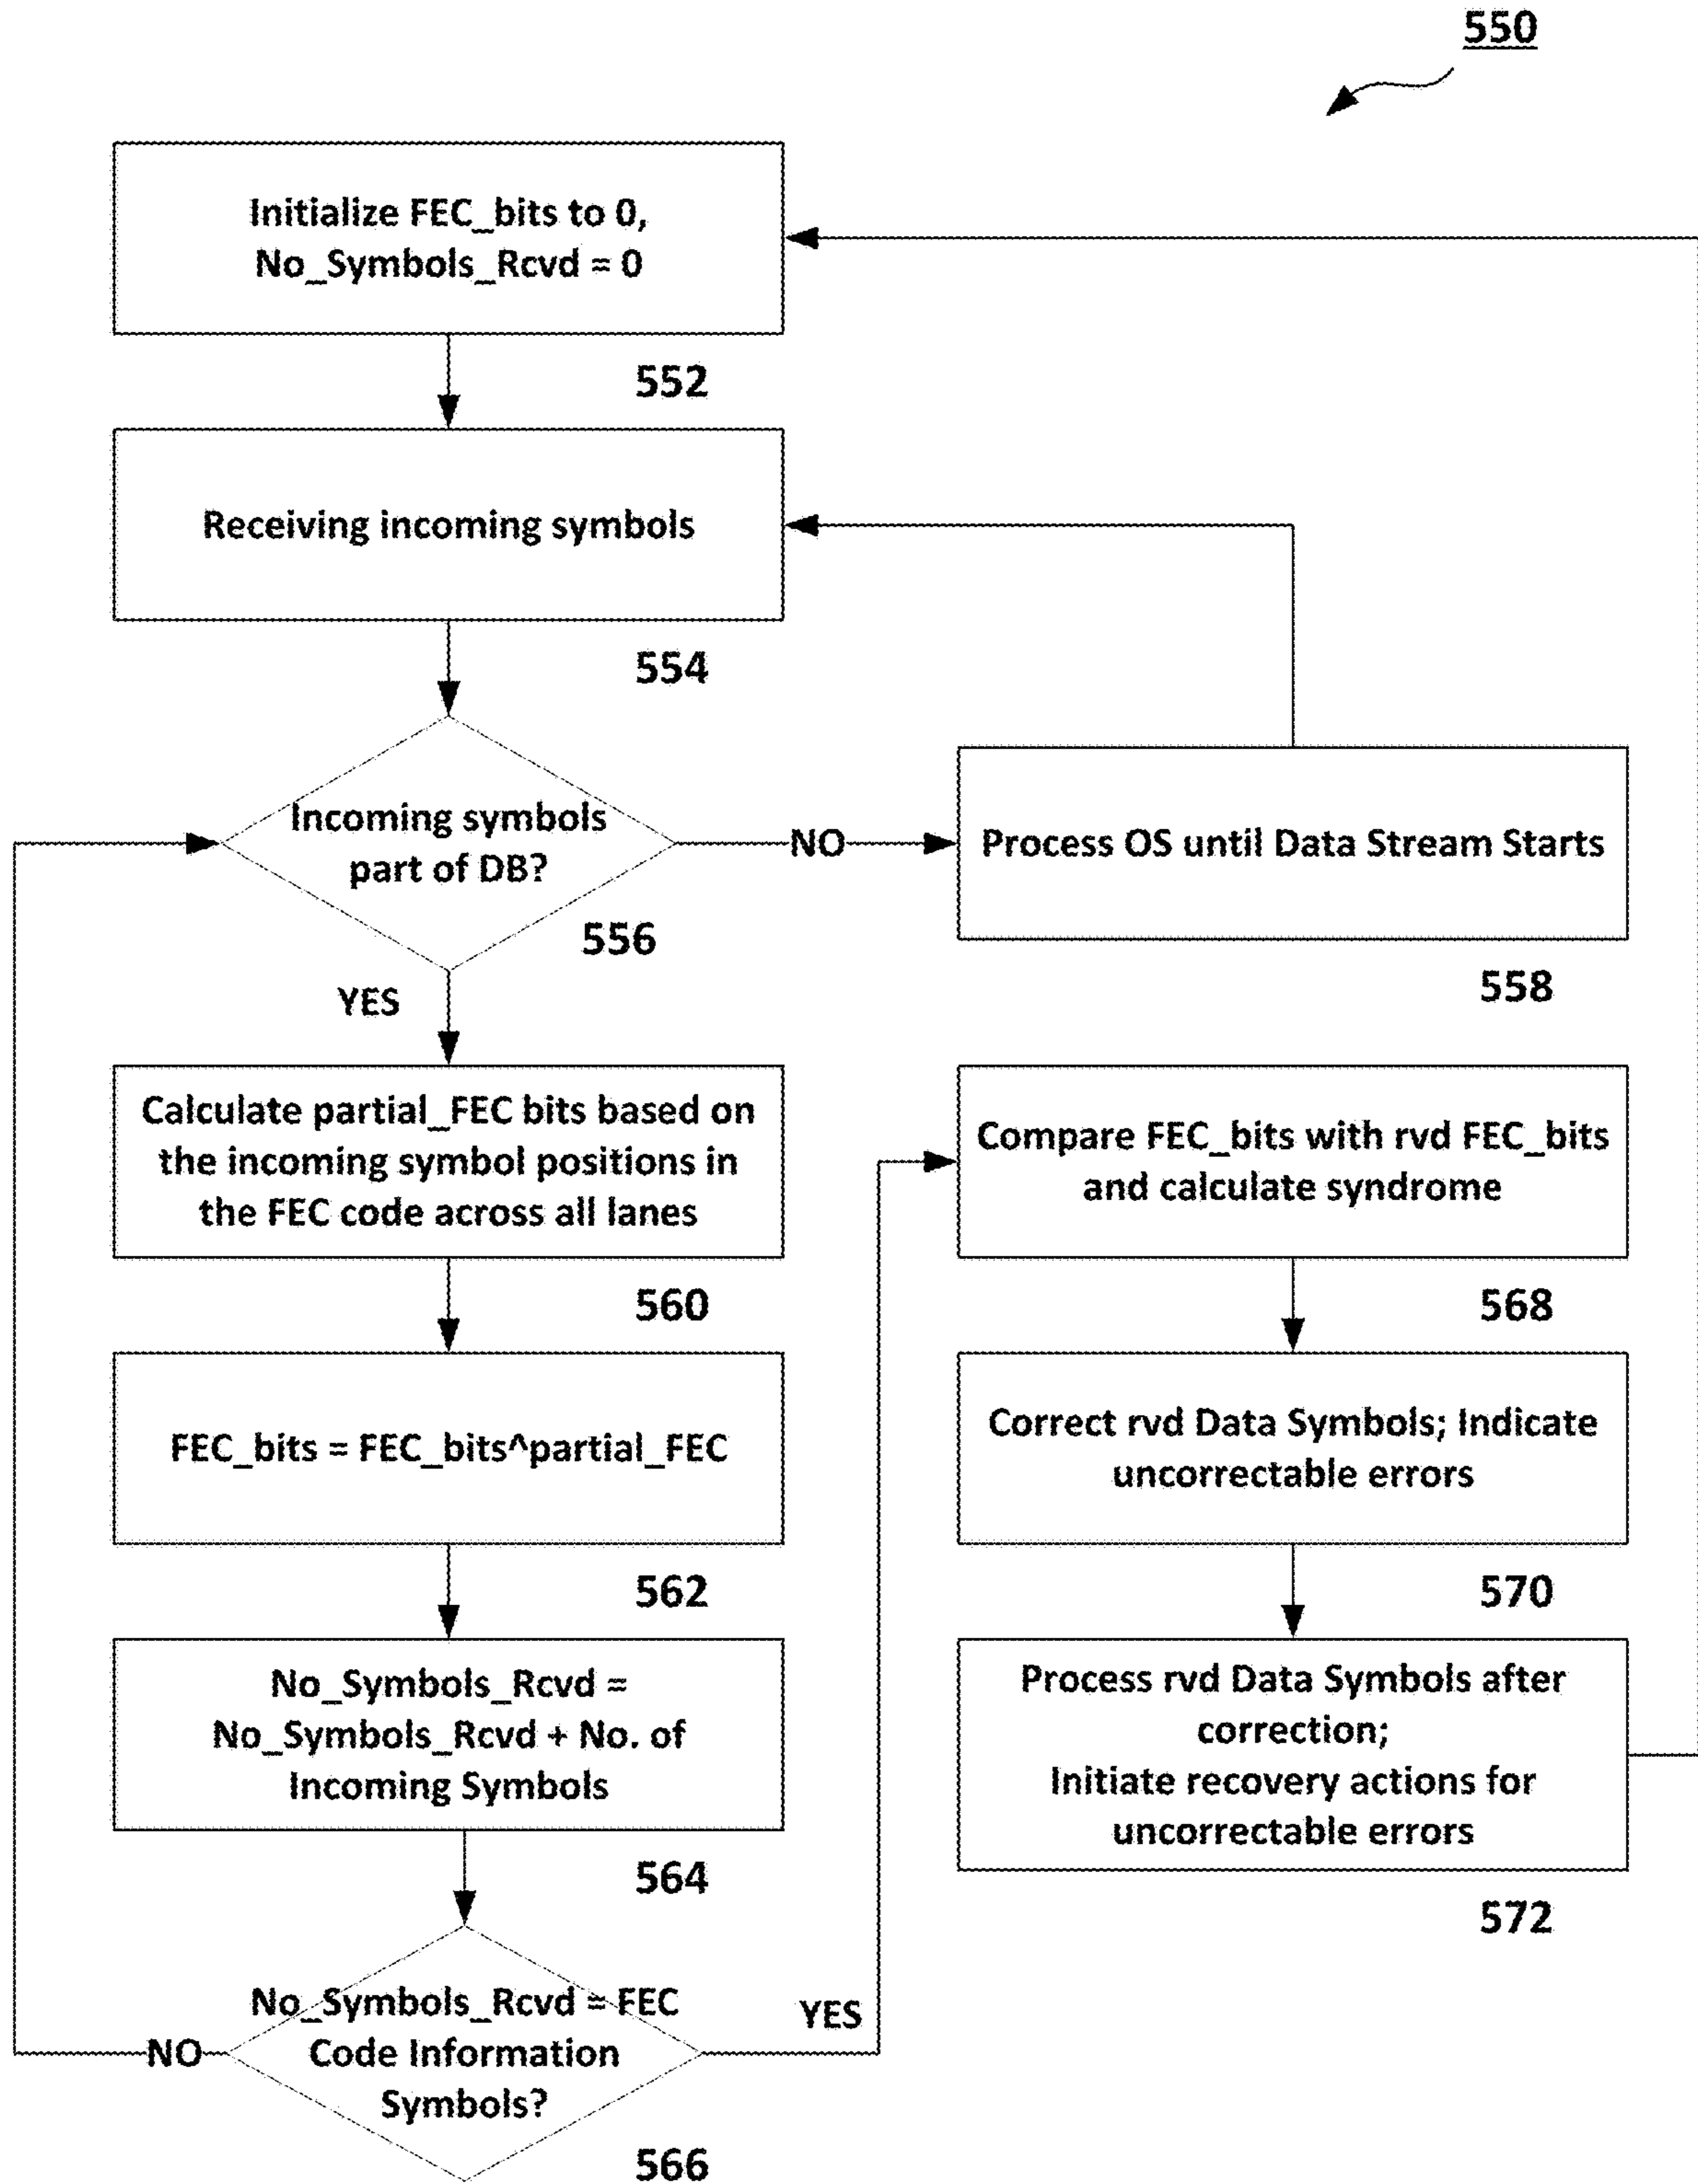 550
Initialize FEC_bits to 0,
No_Symbols_Rcvd = 0
552
Receiving incoming symbols
554
Incoming symbols
part of DB?
556
NO
Process OS until Data Stream Starts
558
YES
Calculate partial_FEC bits based on
the incoming symbol positions in
the FEC code across all lanes
560
FEC_bits = FEC_bits^partial_FEC
562
No_Symbols_Rcvd =
No_Symbols_Rcvd + No. of
Incoming Symbols
564
No_Symbols_Rcvd = FEC
Code Information
Symbols?
566
NO
YES
Compare FEC_bits with rvd FEC_bits
and calculate syndrome
568
Correct rvd Data Symbols; Indicate
uncorrectable errors
570
Process rvd Data Symbols after
correction;
Initiate recovery actions for
uncorrectable errors
572